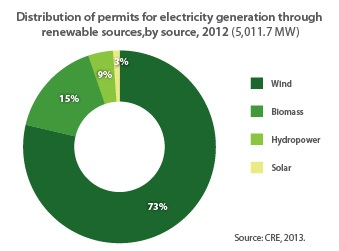 Distribution of permits for electricity generation through
renewable sources,by source, 2012 (5,011.7 MW)
3%
9%
15%
73%
Wind
Biomass
Hydropower
Solar
Source: CRE, 2013.